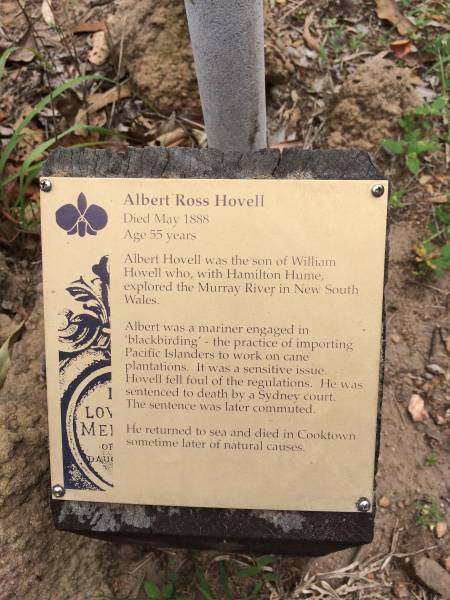 Albert Ross Hovell
Died May 1888
Age 55 years
Albert Hovell was the son of William
Hovell who, with Hamilton Hume,
explored the Murray River in New South
Wales.
Albert was a mariner engaged in
'blackbirding' - the practice of importing
Pacific Islanders to work on cane
plantations. It was a sensitive issue.
Hovell fell foul of the regulations. He was
sentenced to death by a Sydney court.
The sentence was later commuted.
He returned to sea and died in Cooktown
sometime later of natural causes.
I
LOV
MEM
OF
DAUG